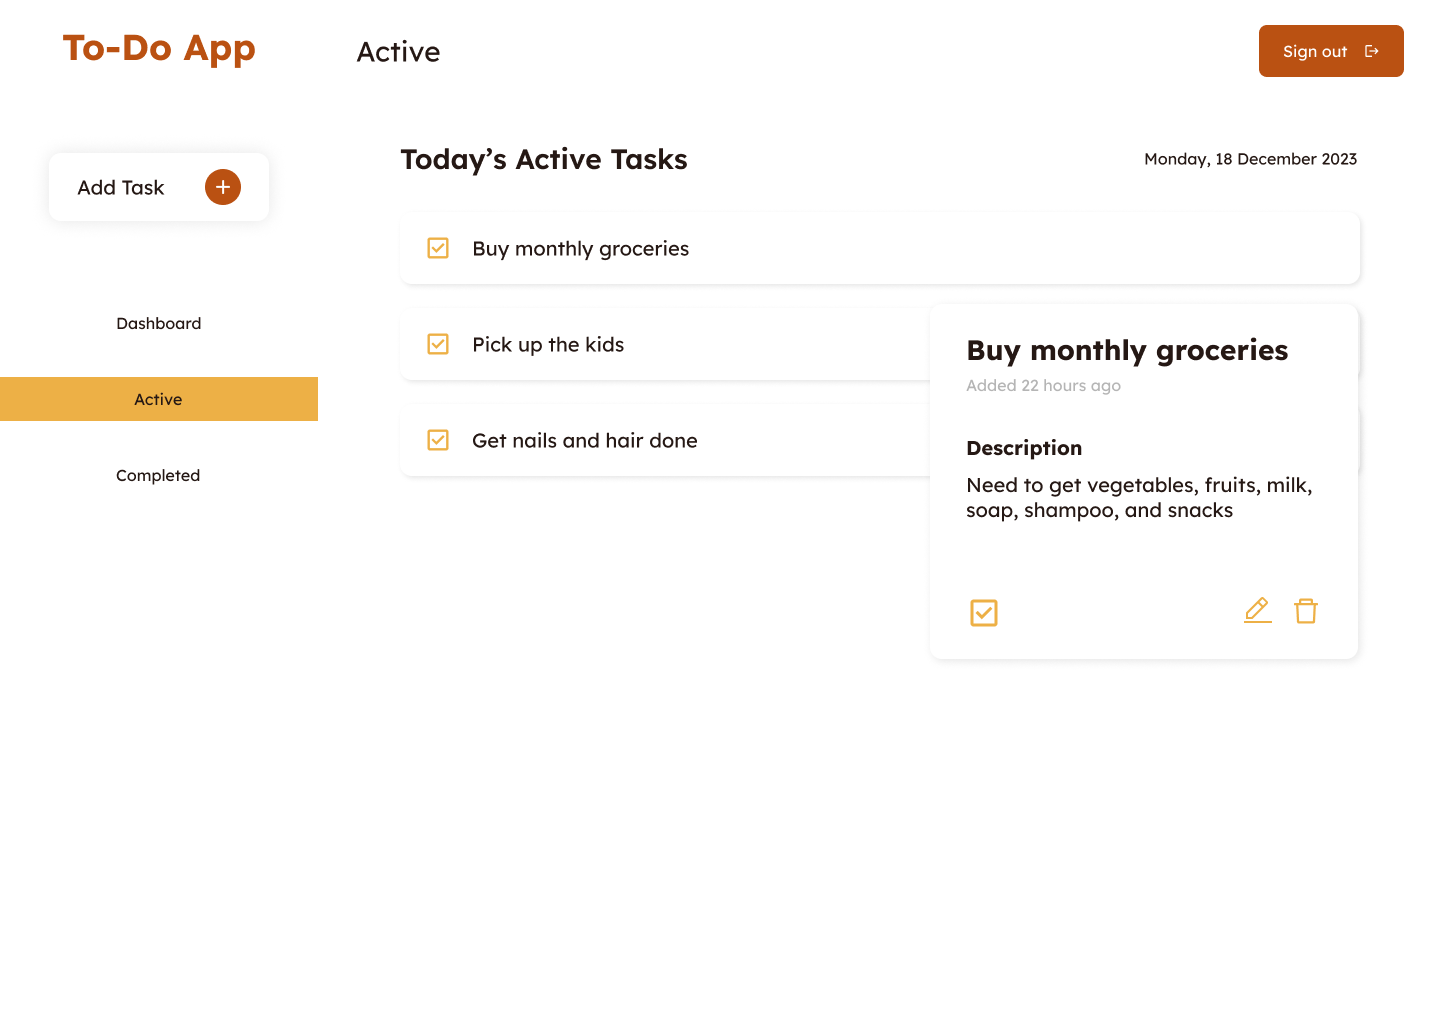 To-Do App
Active
Sign out
Add Task
Dashboard
Active
Completed
Today’s Active Tasks
Monday, 18 December 2023
Buy monthly groceries
Pick up the kids
Get nails and hair done
Buy monthly groceries
Added 22 hours ago
Description
Need to get vegetables, fruits, milk,
soap, shampoo, and snacks